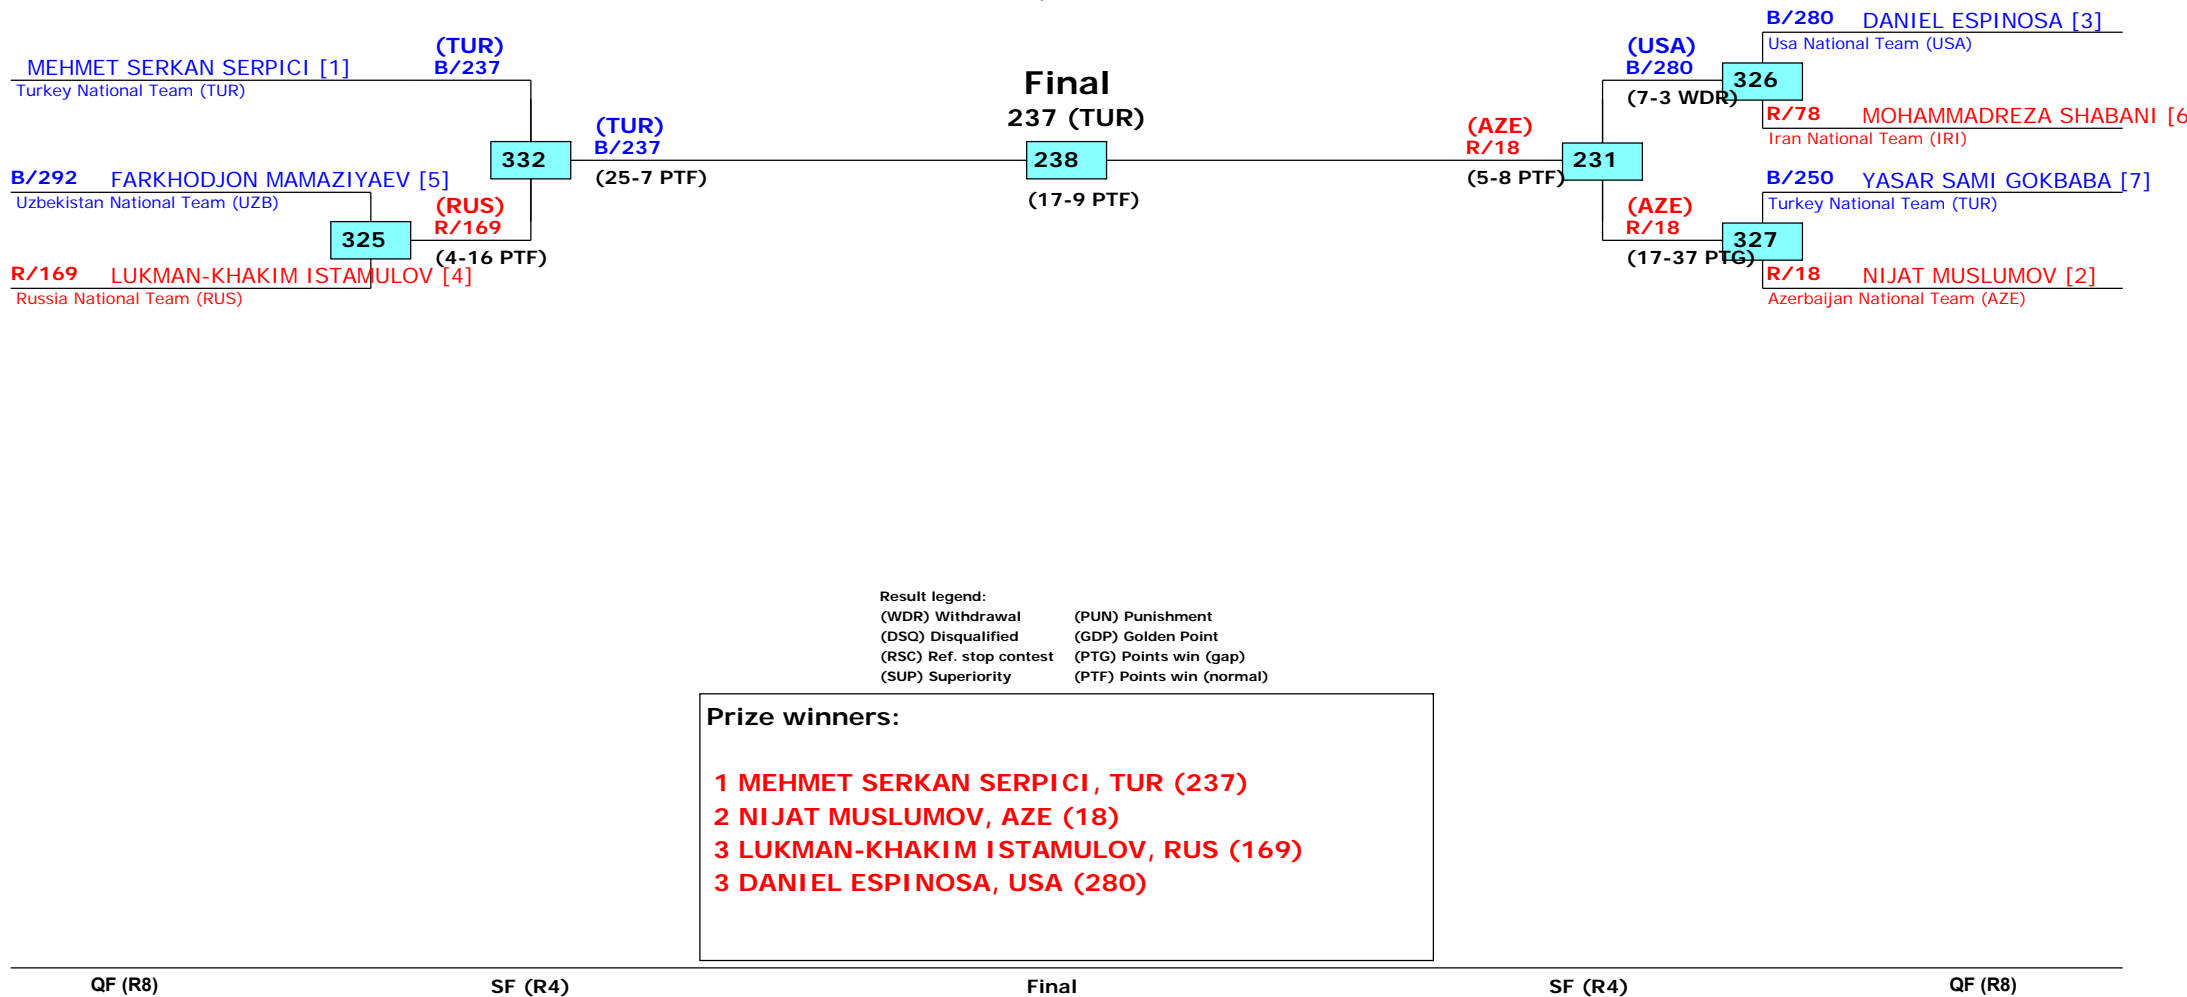 MEHMET SERKAN SERPICI [1]
Turkey National Team (TUR)
(TUR)
B/237
B/292 FARKHODJON MAMAZIYAEV [5]
Uzbekistan National Team (UZB)
325
(RUS)
R/169
(4-16 PTF)
R/169 LUKMAN-KHAKIM ISTAMULOV [4]
Russia National Team (RUS)
332
(TUR)
B/237
(25-7 PTF)
Final
237 (TUR)
238
(17-9 PTF)
(AZE)
R/18
(5-8 PTF)
231
(USA)
B/280
(7-3 WDR)
326
B/280 DANIEL ESPINOSA [3]
Usa National Team (USA)
R/78 MOHAMMADREZA SHABANI [6
Iran National Team (IRI)
(AZE)
R/18
(17-37 PTG)
327
B/250 YASAR SAMI GOKBABA [7]
Turkey National Team (TUR)
R/18 NIJAT MUSLUMOV [2]
Azerbaijan National Team (AZE)
Result legend:
(WDR) Withdrawal (PUN) Punishment
(DSQ) Disqualified (GDP) Golden Point
(RSC) Ref. stop contest (PTG) Points win (gap)
(SUP) Superiority (PTF) Points win (normal)
Prize winners:
1 MEHMET SERKAN SERPICI, TUR (237)
2 NIJAT MUSLUMOV, AZE (18)
3 LUKMAN-KHAKIM ISTAMULOV, RUS (169)
3 DANIEL ESPINOSA, USA (280)
QF (R8) SF (R4) Final SF (R4) QF (R8)